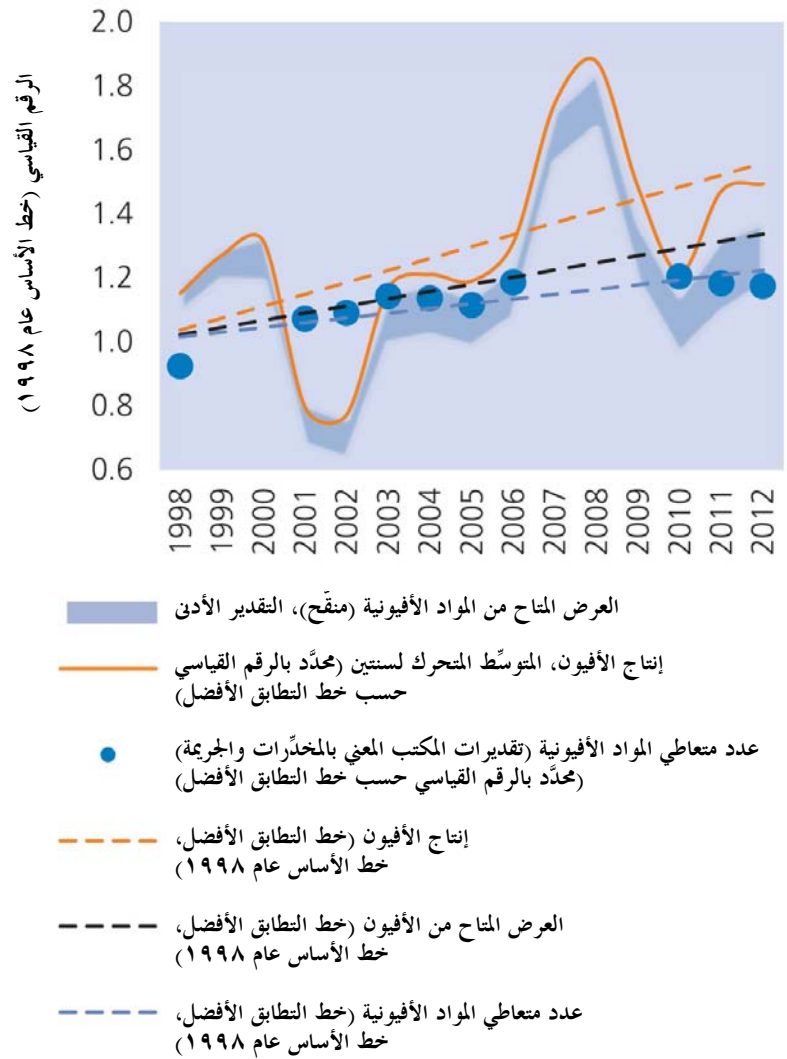 الرقم القياسي (خط الأساس عام ١٩٩٨)
2.0
1.8
1.6
1.4
1.2
1.0
0.8
0.6
1998
1999
2000
2001
2002
2003
2004
2005
2006
2007
2008
2009
2010
2011
2012
العرض المتاح من المواد الأفيونية (منقَّح)، التقدير الأدنى
إنتاج الأفيون، المتوسِّط المتحرك لسنتين (محدَّد بالرقم القياسي
حسب خط التطابق الأفضل)
عدد متعاطي المواد الأفيونية (تقديرات المكتب المعني بالمخدِّرات والجريمة)
(محدَّد بالرقم القياسي حسب خط التطابق الأفضل)
إنتاج الأفيون (خط التطابق الأفضل،
خط الأساس عام ١٩٩٨)
العرض المتاح من الأفيون (خط التطابق الأفضل،
خط الأساس عام ١٩٩٨)
عدد متعاطي المواد الأفيونية (خط التطابق الأفضل،
خط الأساس عام ١٩٩٨)